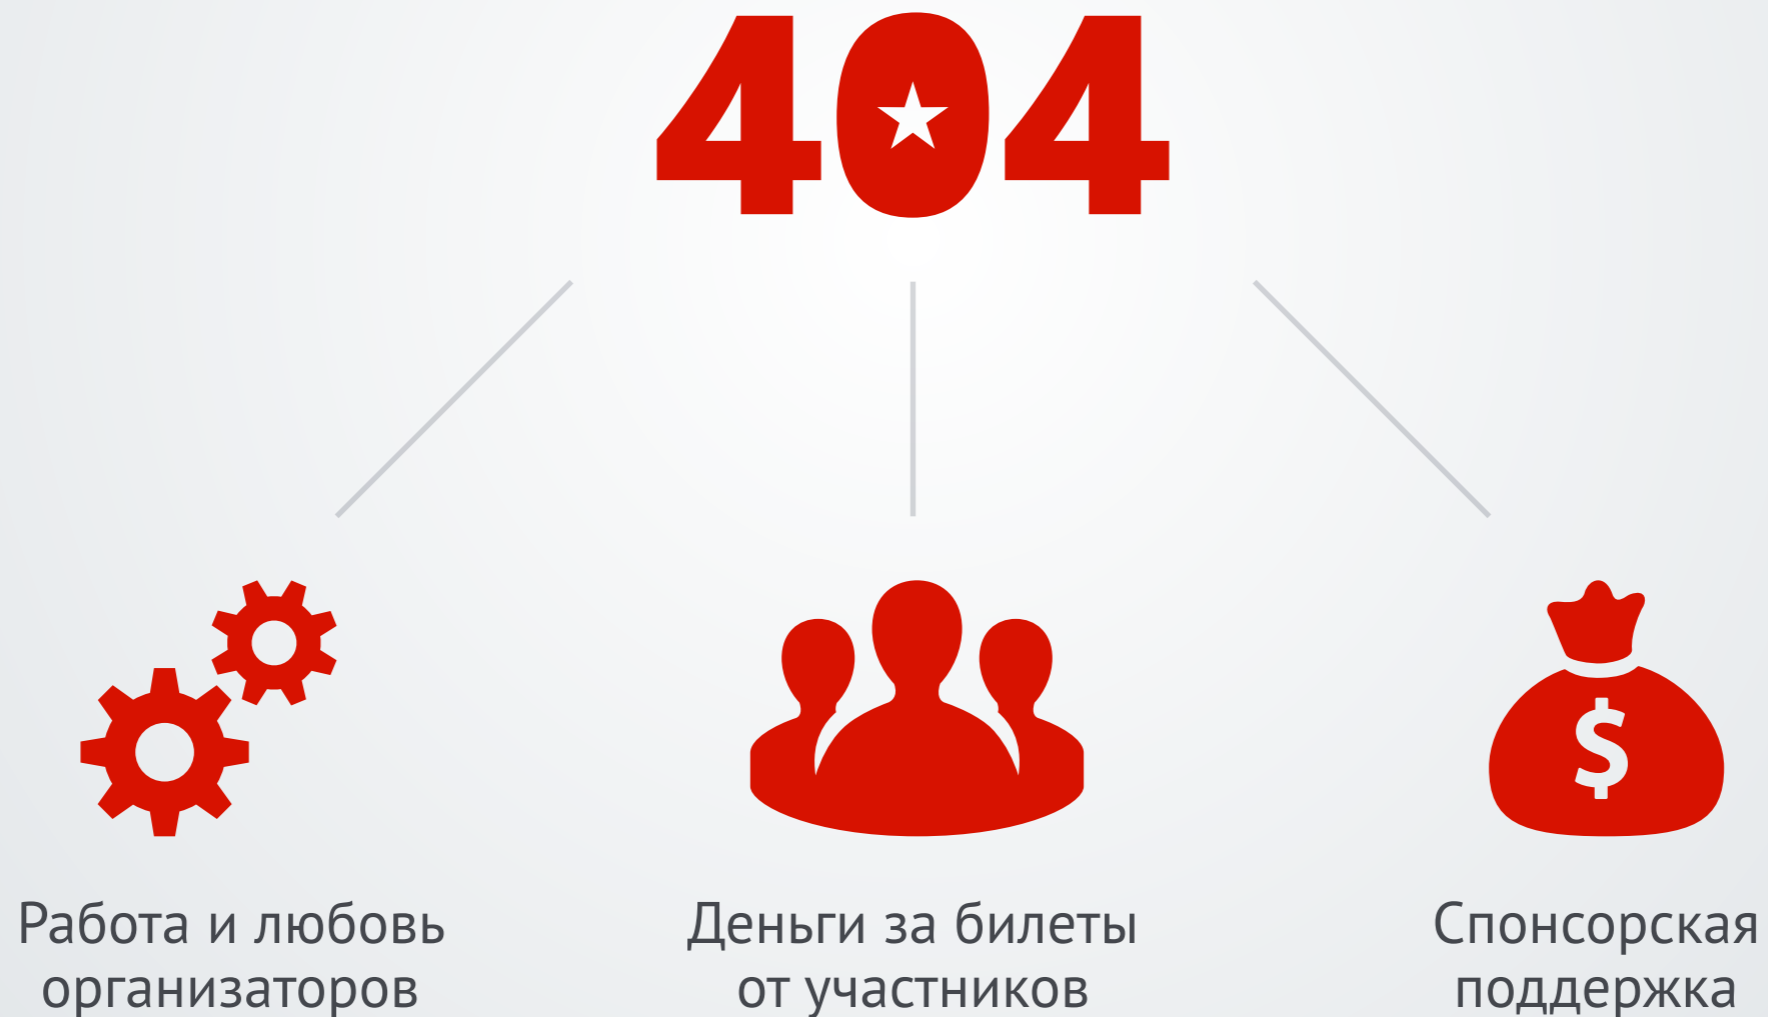 404
Работа и любовь
организаторов
Деньги за билеты
от участников
$
Спонсорская
поддержка